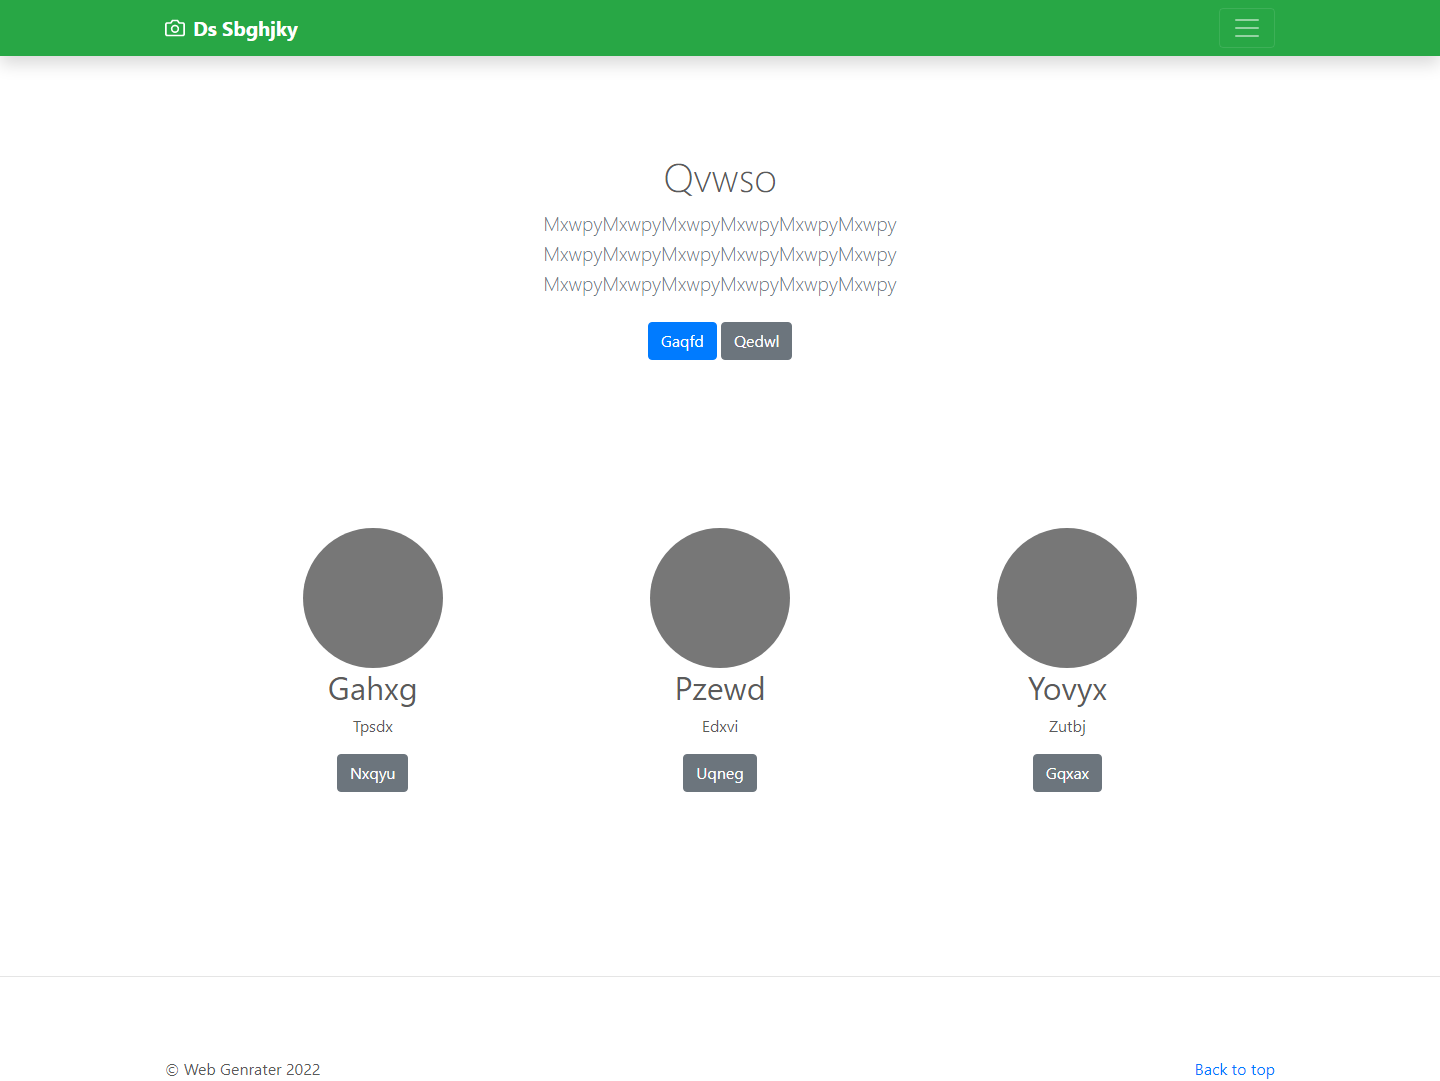 Ds Sbghjky
Qvwso
MxwpyMxwpyMxwpyMxwpyMxwpyMxwpy
MxwpyMxwpyMxwpyMxwpyMxwpyMxwpy
MxwpyMxwpyMxwpyMxwpyMxwpyMxwpy
Gaqfd Qedwl
Gahxg Pzewd Yovyx
Tpsdx Edxvi Zutbj
Nxqyu Uqneg Gqxax
© Web Genrater 2022 Back to top